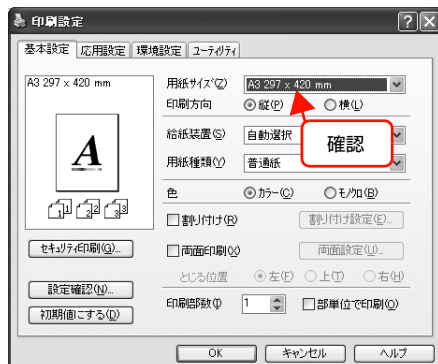 印刷設定
基本設定 応用設定 環境設定 ユーティリティ
A3 297 x 420 mm
用紙サイズ(Z) A3 297 x 420 mm
印刷方向 縦(P) 横(L)
給紙装置(S) 自動選択
確認
用紙種類(Y) 普通紙
A
色 カラー(C) モノクロ(B)
1 1 2 2 3 3
割り付け(R) 割り付け設定(E)...
セキュリティ印刷(G)... 両面印刷(X) 両面設定(U)...
とじる位置 左(F) 上(T) 右(H)
設定確認(N)...
印刷部数(I) 1 部単位で印刷(O)
初期値にする(D)
OK キャンセル ヘルプ